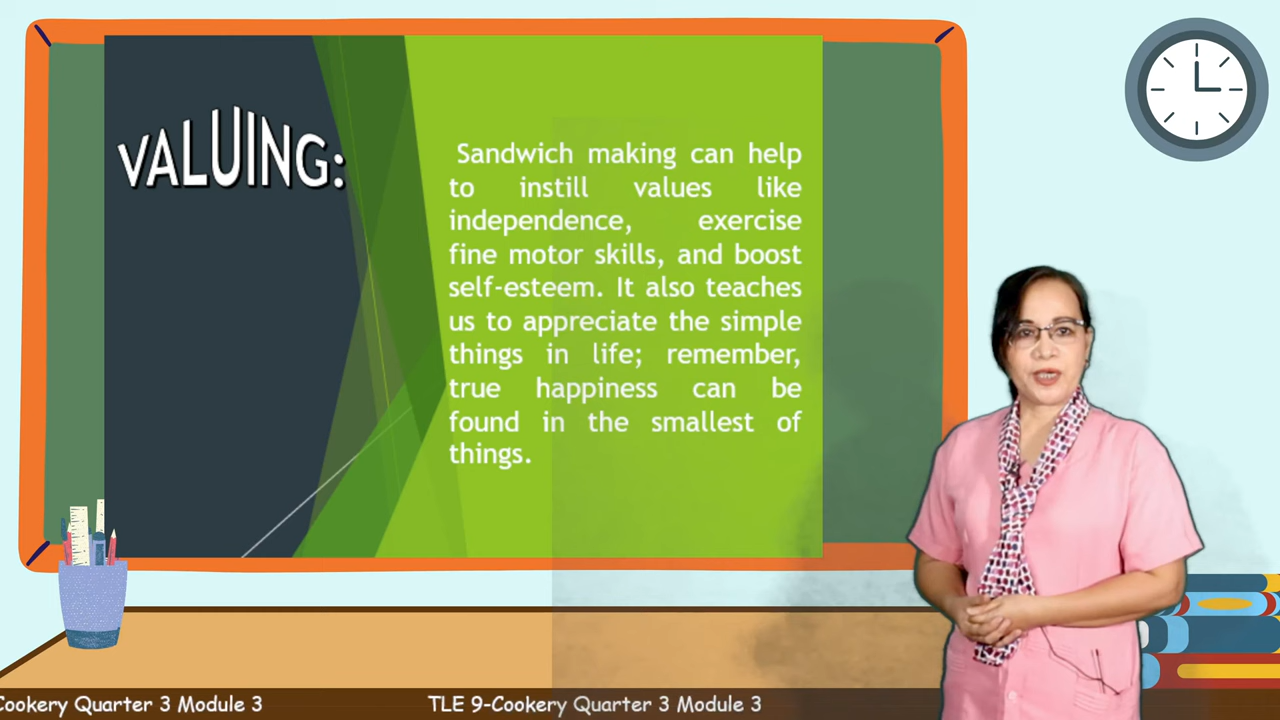 VALUING:
Sandwich making can help
to instill values like
independence, exercise
fine motor skills, and boost
self-esteem. It also teaches
us to appreciate the simple
things in life; remember,
true happiness can be
found in the smallest of
things.
Cookery Quarter 3 Module 3
TLE 9-Cookery Quarter 3 Module 3